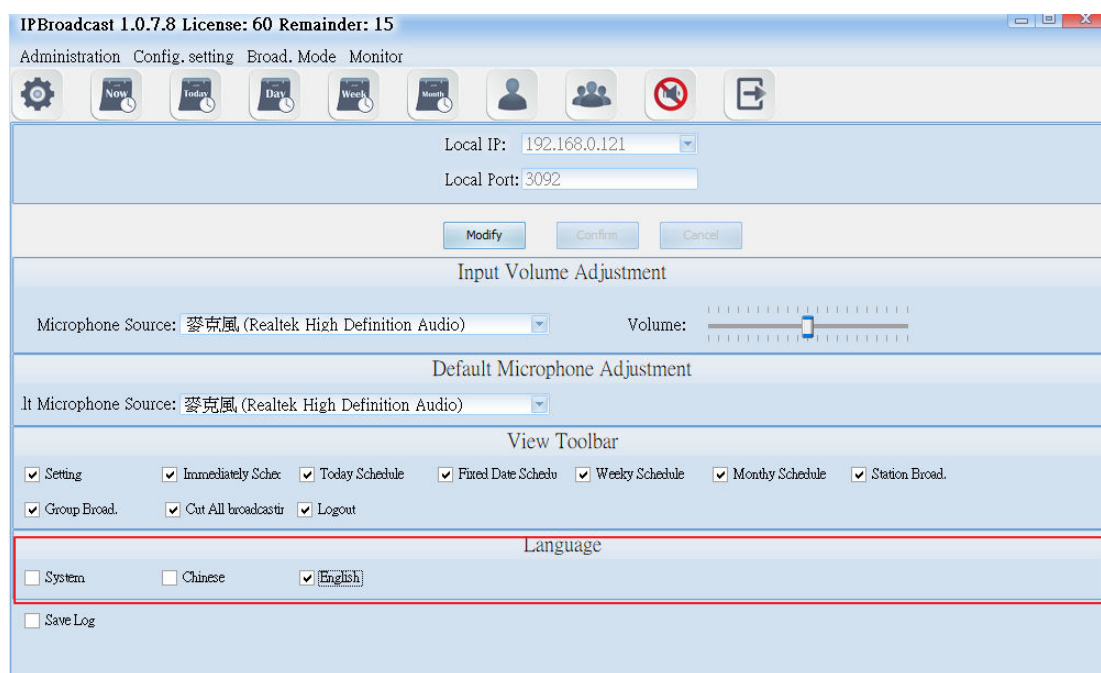 IPBroadcast 1.0.7.8 License: 60 Remainder: 15
Administration Config. setting Broad. Mode Monitor
Now Today Day Week Month
Local IP: 192.168.0.121
Local Port: 3092
Modify Confirm Cancel
Input Volume Adjustment
Microphone Source: 麥克風 (Realtek High Definition Audio) Volume:
Default Microphone Adjustment
lt Microphone Source: 麥克風 (Realtek High Definition Audio)
View Toolbar
Setting Immediately Sched Today Schedule Fixed Date Schedu Weeky Schedule Monthy Schedule Station Broad.
Group Broad. Cut All broadcastir Logout
Language
System Chinese English
Save Log